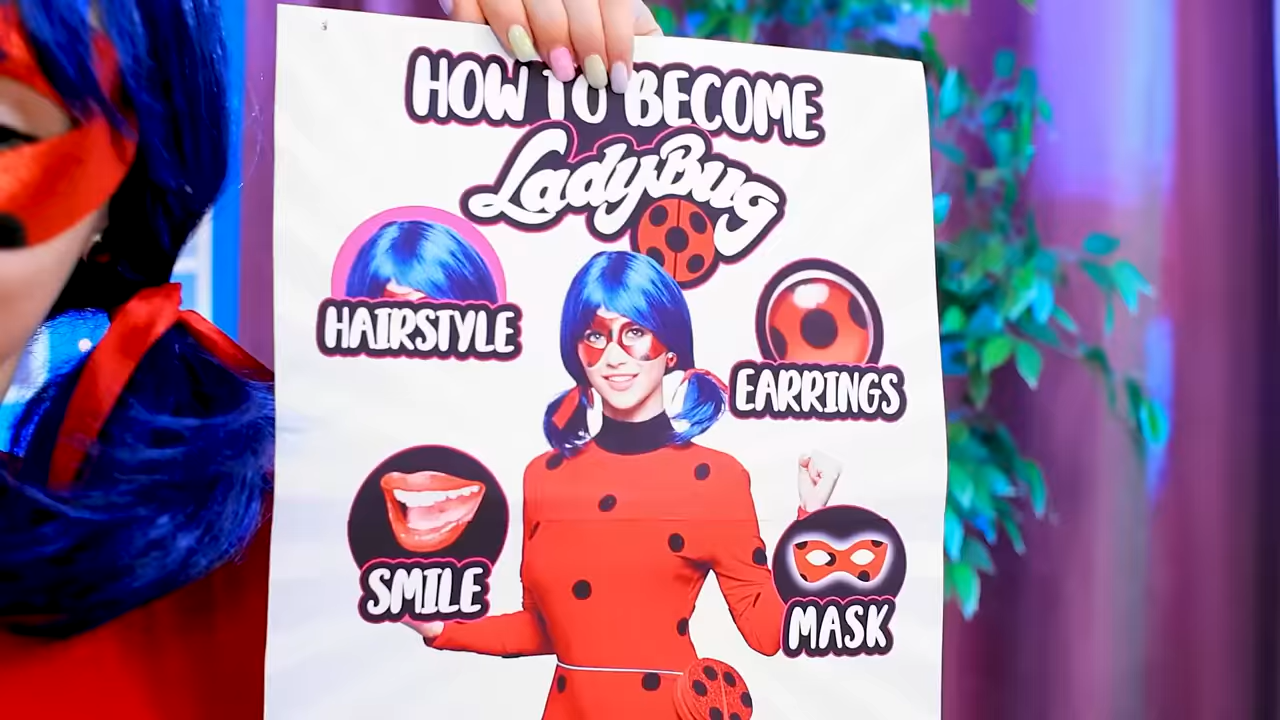 HOW TO BECOME
LadyBug
HAIRSTYLE
EARRINGS
SMILE
MASK